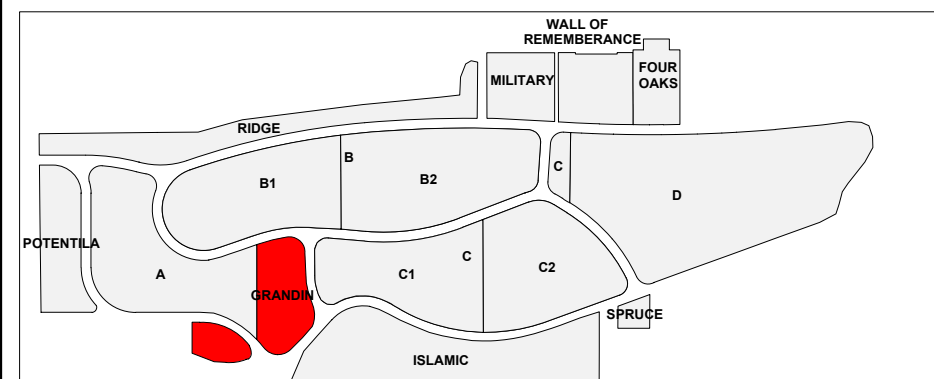 WALL OF
REMEMBERANCE
MILITARY
FOUR
OAKS
RIDGE
B
B1
B2
C
D
POTENTILA
A
GRANDIN
C1
C
C2
SPRUCE
ISLAMIC